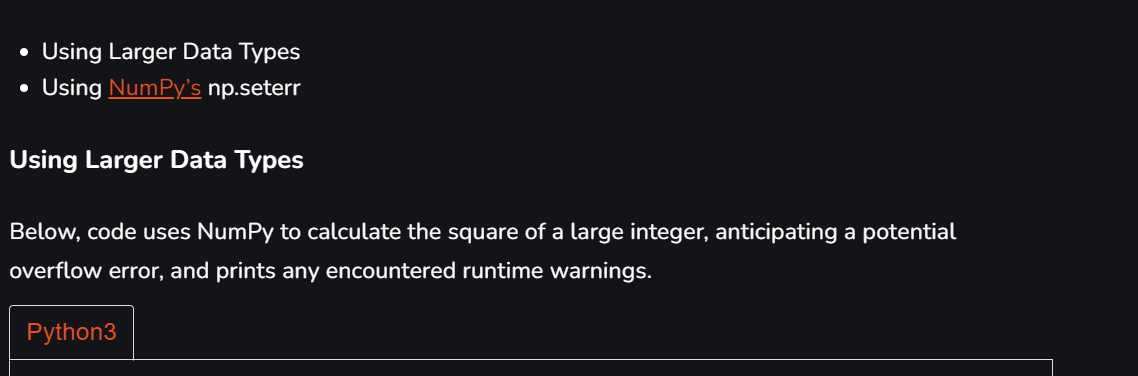 Using Larger Data Types
Using NumPy’s np.seterr
Using Larger Data Types
Below, code uses NumPy to calculate the square of a large integer, anticipating a potential
overflow error, and prints any encountered runtime warnings.
Python3